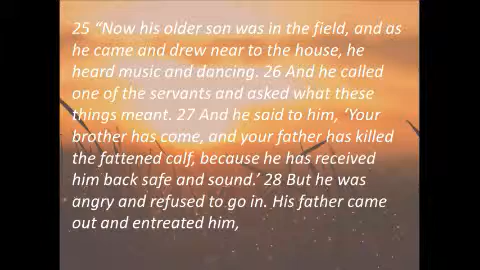 25 “Now his older son was in the field, and as
he came and drew near to the house, he
heard music and dancing. 26 And he called
one of the servants and asked what these
things meant. 27 And he said to him, ‘Your
brother has come, and your father has killed
the fattened calf, because he has received
him back safe and sound.’ 28 But he was
angry and refused to go in. His father came
out and entreated him,